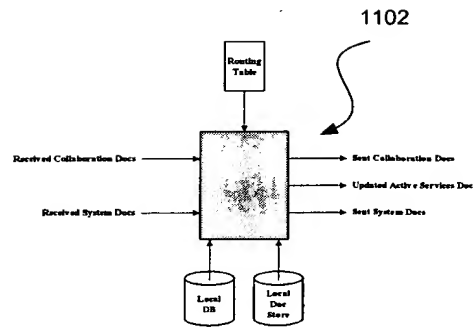 1102
Routing
Table
Received Collaboration Docs
Sent Collaboration Docs
Updated Active Services Doc
Received System Docs
Sent System Docs
Local
DB
Local
Doc
Store